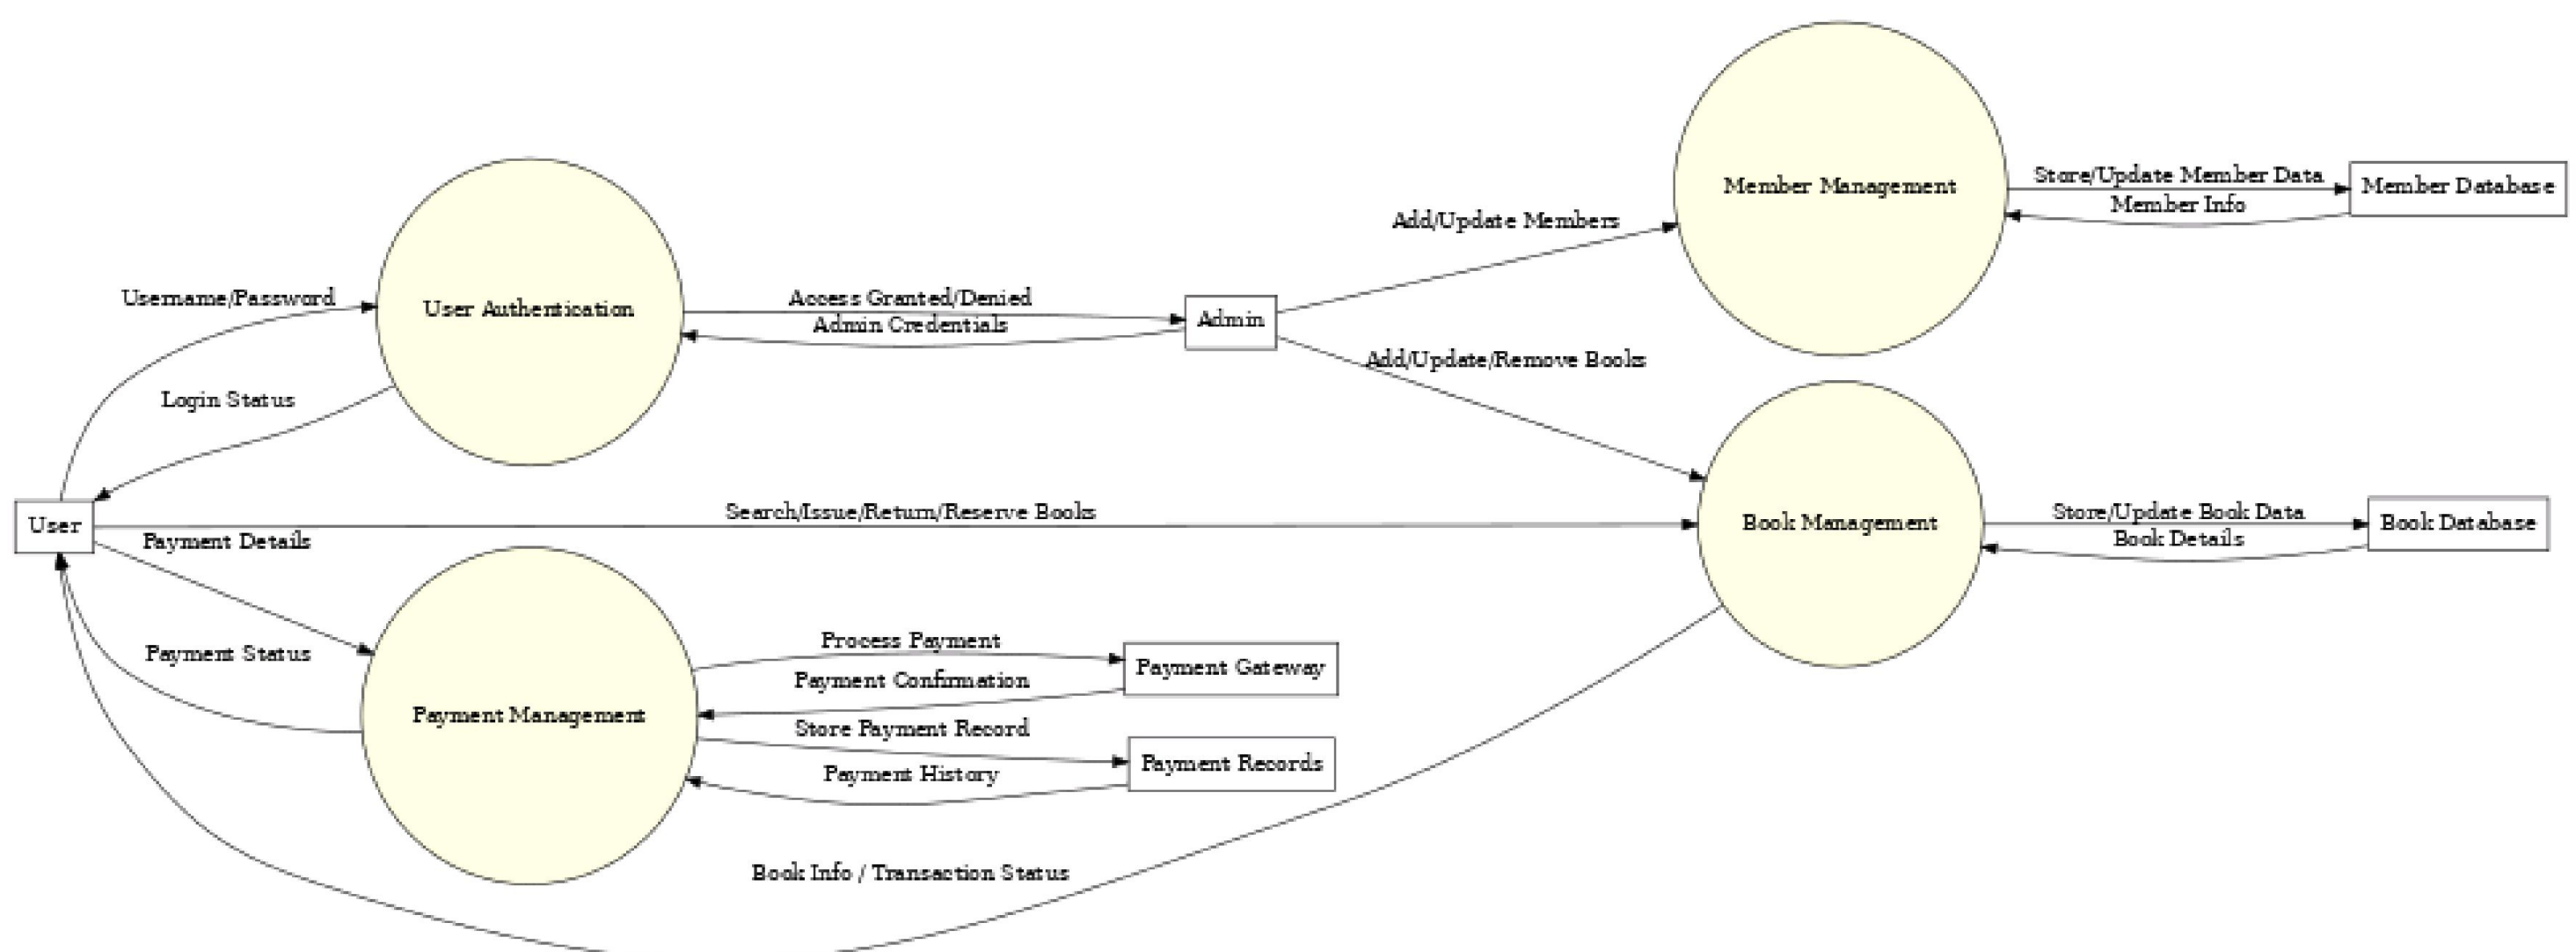 Member Management
Store/Update Member Data
Member Info
Member Database
Add/Update Members
Username/Password
User Authentication
Access Granted/Denied
Admin Credentials
Admin
Add/Update/Remove Books
Login Status
User
Search/Issue/Return/Reserve Books
Book Management
Store/Update Book Data
Book Details
Book Database
Payment Details
Payment Status
Payment Management
Process Payment
Payment Confirmation
Payment Gateway
Store Payment Record
Payment History
Payment Records
Book Info / Transaction Status